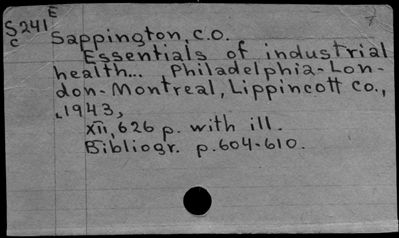 E
S241
c
Sappington, C.O.
Essentials of industrial
health... Philadelphia-Lon-
don-Montreal, Lippincott Co.,
1943,
XII, 626 p. with ill.
Bibliogr. p.604-610.